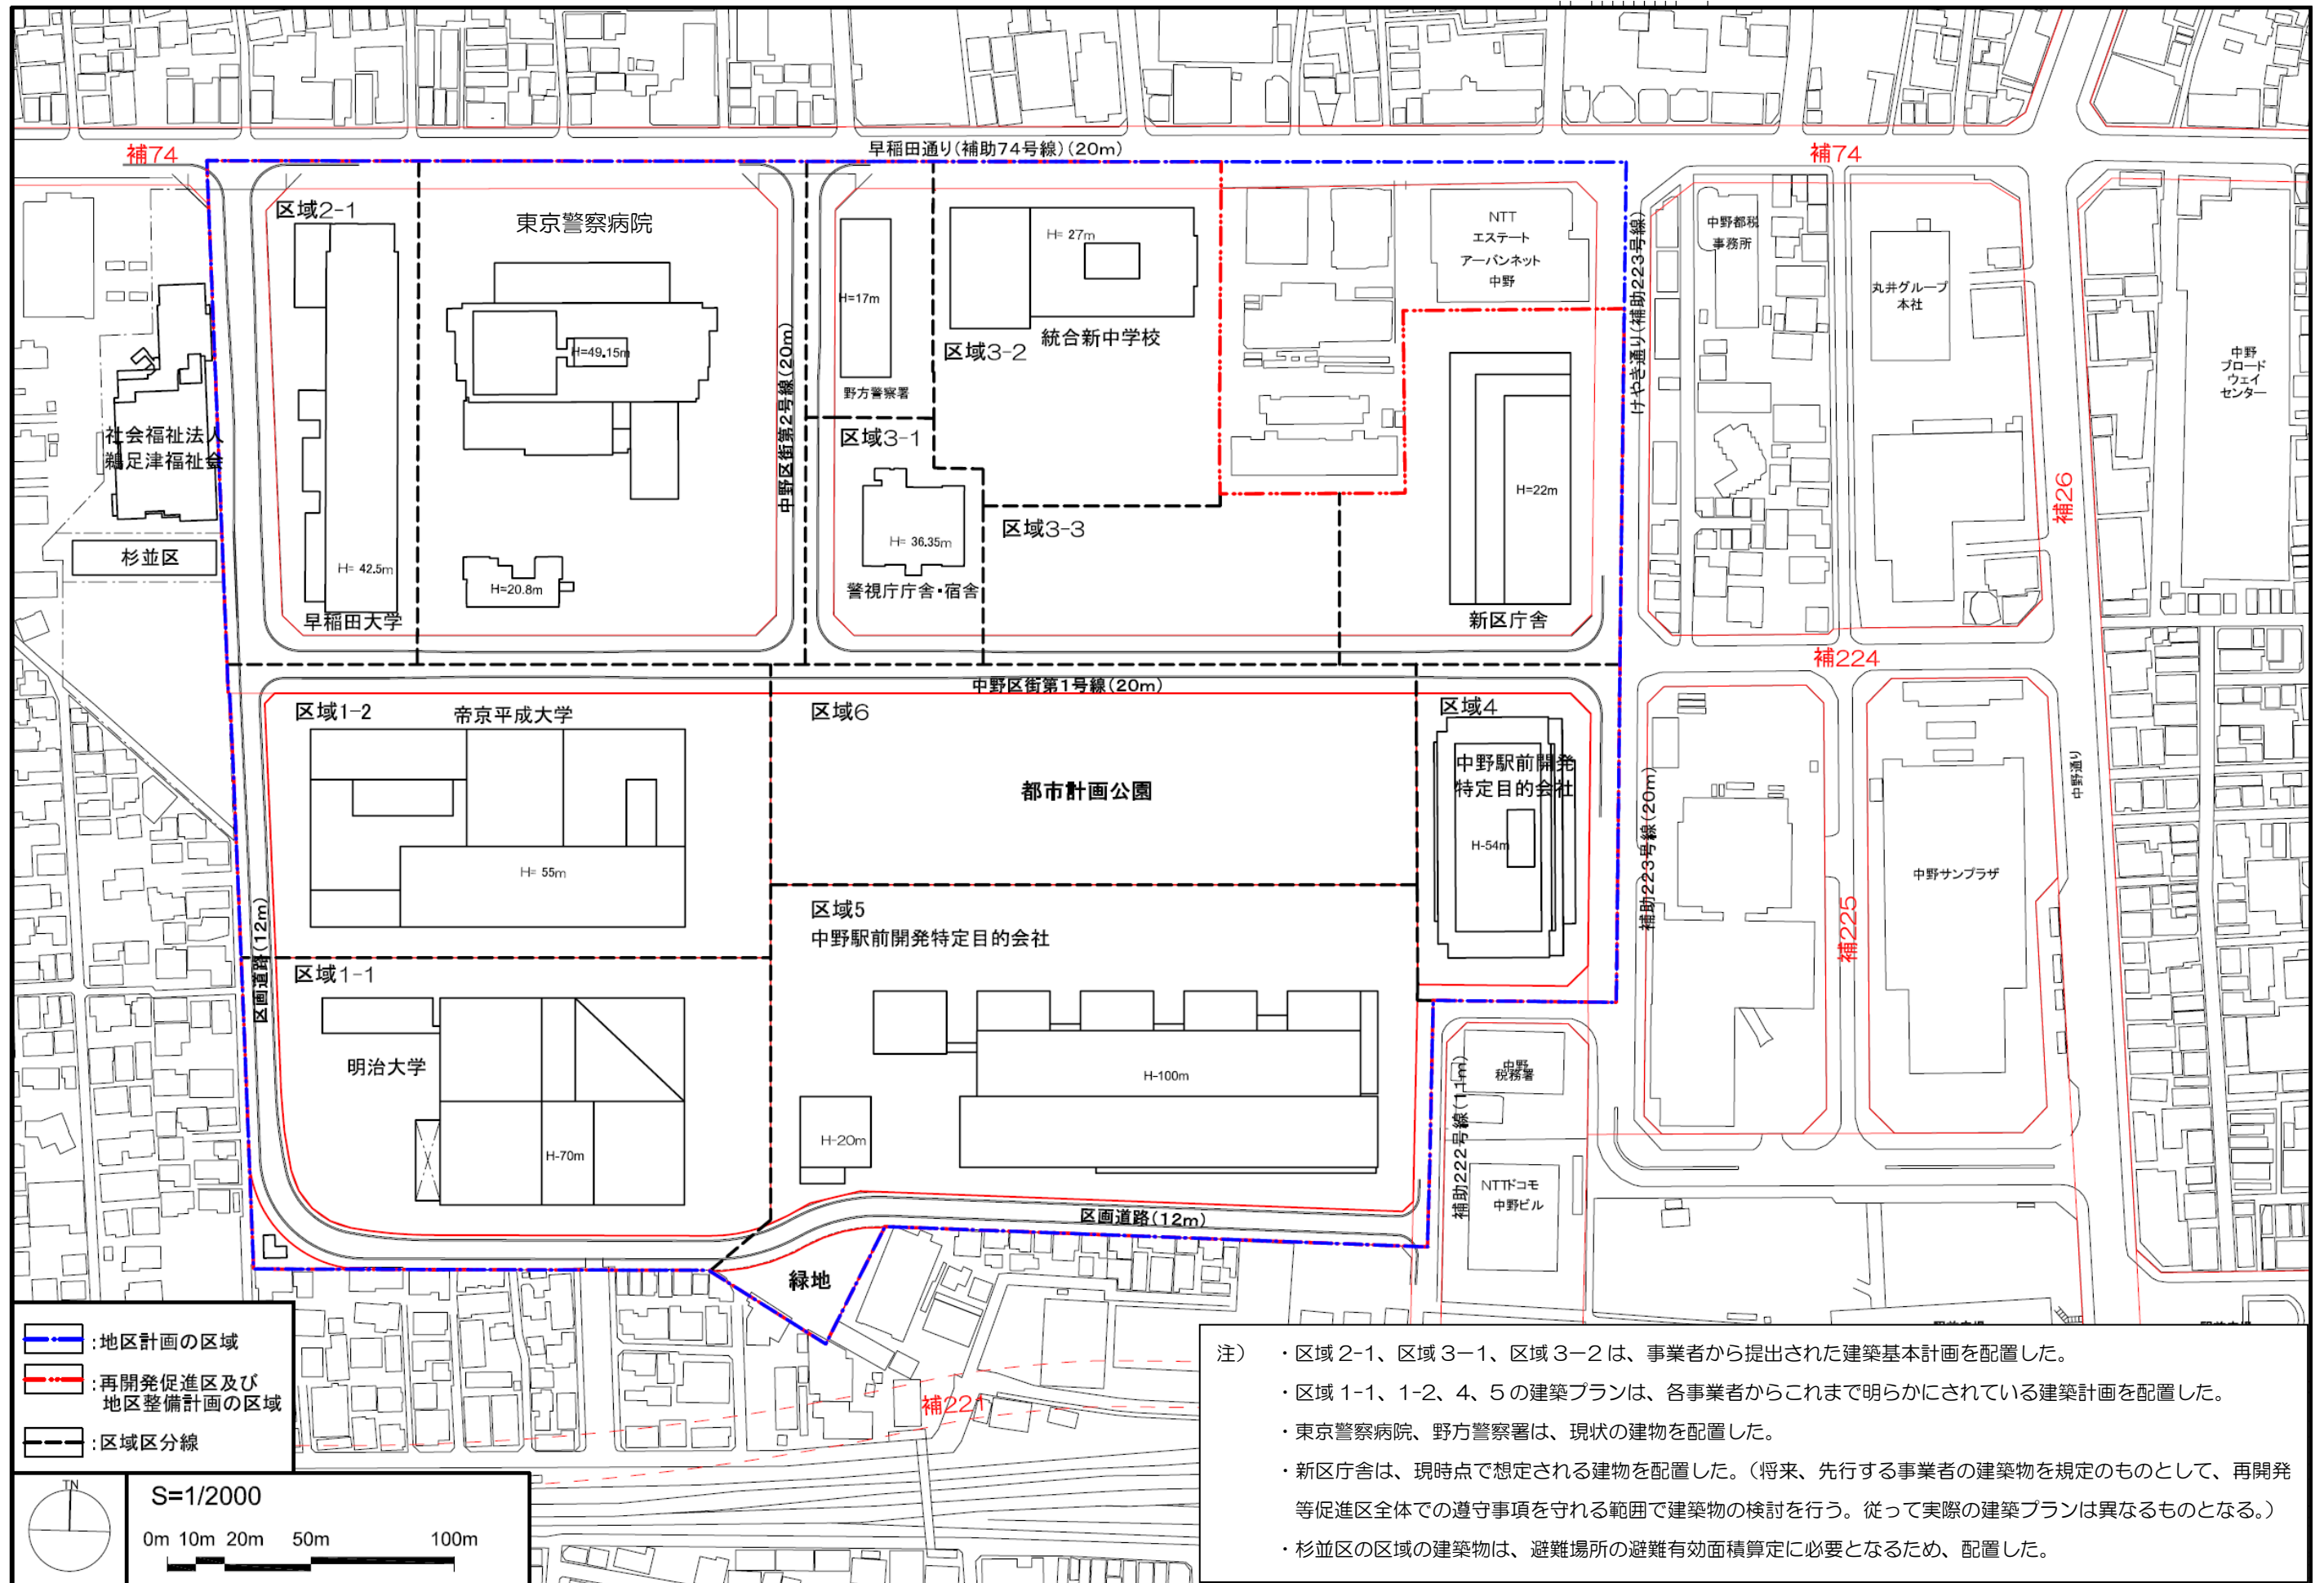 早稲田通り(補助74号線)(20m)
補74
補74
区域2-1
東京警察病院
H=49.15m
H=20.8m
H= 42.5m
早稲田大学
社会福祉法人
鵜足津福祉会
杉並区
中野区街第2号線(20m)
H=17m
野方警察署
区域3-1
H= 36.35m
警視庁庁舎・宿舎
H= 27m
区域3-2
統合新中学校
区域3-3
NTT
エステート
アーバンネット
中野
H=22m
新区庁舎
けやき通り(補助223号線)
中野都税
事務所
丸井グループ
本社
中野
ブロード
ウェイ
センター
補26
補224
中野区街第1号線(20m)
区域1-2
帝京平成大学
H= 55m
区域6
都市計画公園
区域4
中野駅前開発
特定目的会社
H-54m
補助223号線(20m)
補225
中野サンプラザ
中野通り
区画道路(12m)
区域1-1
明治大学
H-70m
区域5
中野駅前開発特定目的会社
H-100m
H-20m
補助222号線(11m)
中野
税務署
NTTドコモ
中野ビル
区画道路(12m)
緑地
補221
:地区計画の区域
:再開発促進区及び
地区整備計画の区域
:区域区分線
TN
S=1/2000
0m 10m 20m 50m 100m
注) ・区域 2-1、区域 3-1、区域 3-2 は、事業者から提出された建築基本計画を配置した。
・区域 1-1、1-2、4、5 の建築プランは、各事業者からこれまで明らかにされている建築計画を配置した。
・東京警察病院、野方警察署は、現状の建物を配置した。
・新区庁舎は、現時点で想定される建物を配置した。(将来、先行する事業者の建築物を規定のものとして、再開発
等促進区全体での遵守事項を守れる範囲で建築物の検討を行う。従って実際の建築プランは異なるものとなる。)
・杉並区の区域の建築物は、避難場所の避難有効面積算定に必要となるため、配置した。